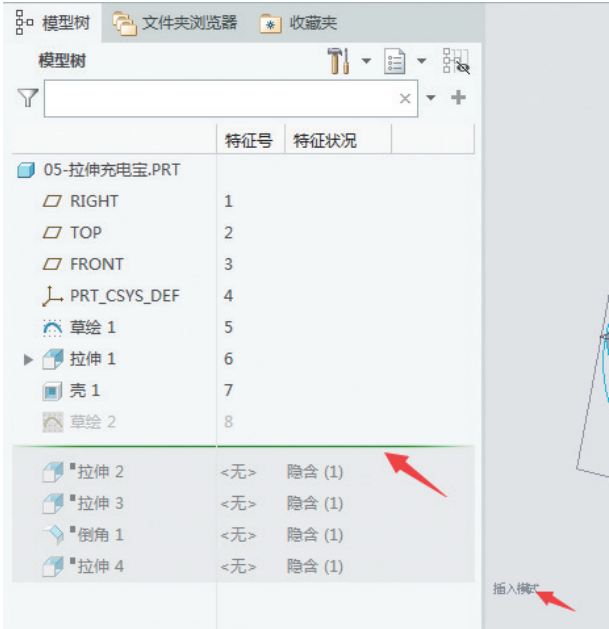 模型树 文件夹浏览器 收藏夹
模型树
特征号 特征状况
05-拉伸充电宝.PRT
RIGHT 1
TOP 2
FRONT 3
PRT_CSYS_DEF 4
草绘 1 5
拉伸 1 6
壳 1 7
草绘 2 8
拉伸 2 <无> 隐含 (1)
拉伸 3 <无> 隐含 (1)
倒角 1 <无> 隐含 (1)
拉伸 4 <无> 隐含 (1)
插入模式